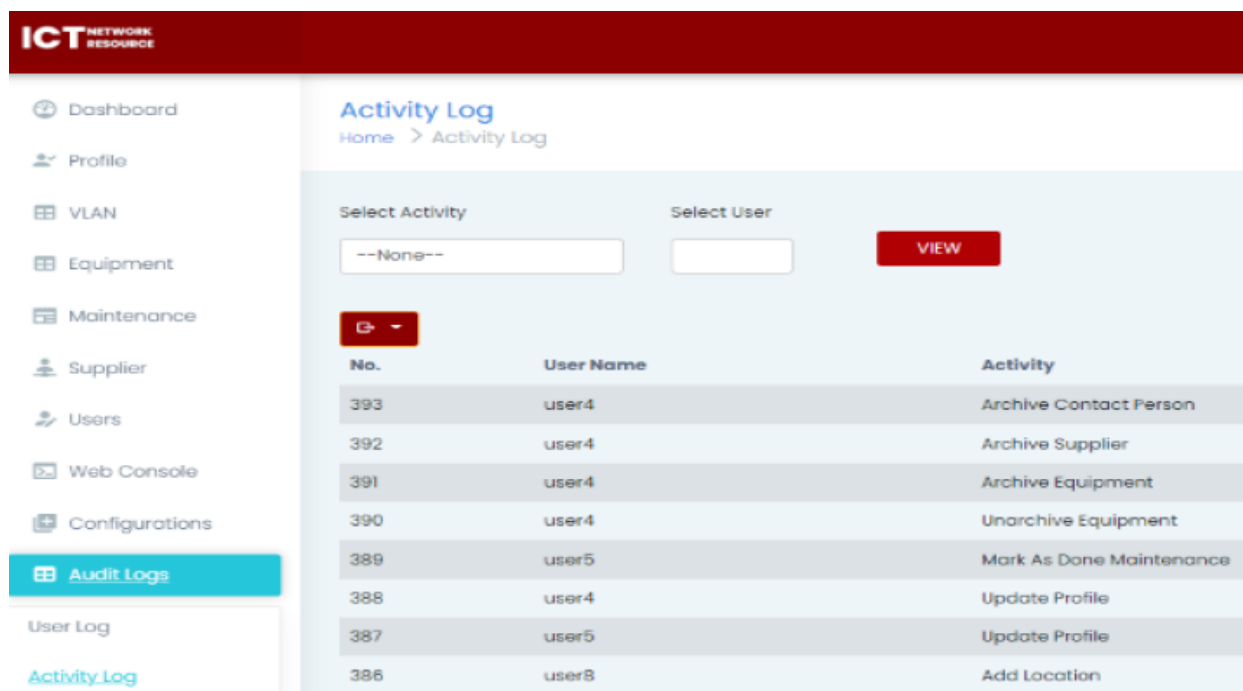 ICT NETWORK
RESOURCE
Dashboard
Profile
VLAN
Equipment
Maintenance
Supplier
Users
Web Console
Configurations
Audit Logs
User Log
Activity Log
Activity Log
Home > Activity Log
Select Activity Select User
--None-- VIEW
No. User Name Activity
393 user4 Archive Contact Person
392 user4 Archive Supplier
391 user4 Archive Equipment
390 user4 Unarchive Equipment
389 user5 Mark As Done Maintenance
388 user4 Update Profile
387 user5 Update Profile
386 user8 Add Location